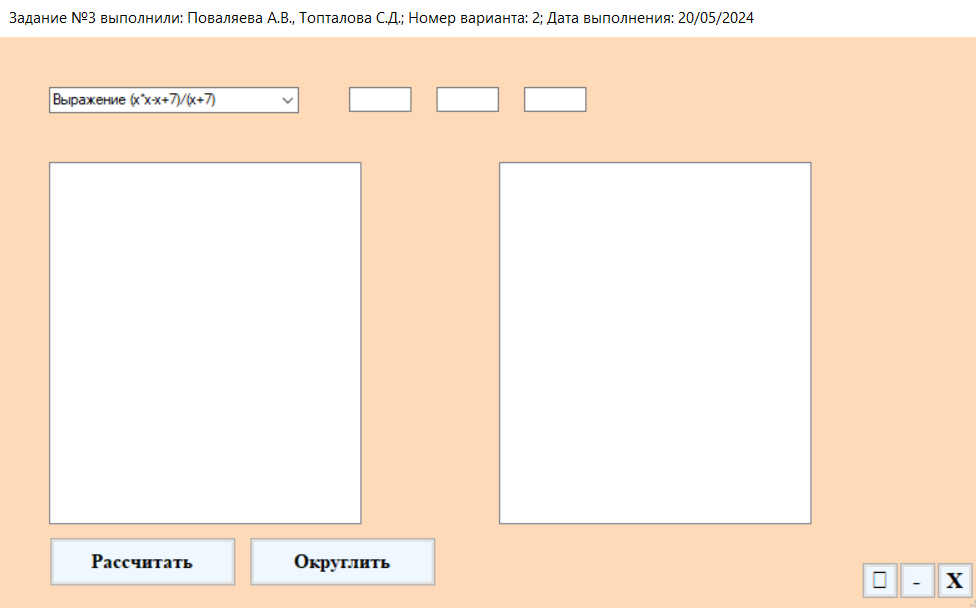 Задание №3 выполнили: Поваляева А.В., Топталова С.Д.; Номер варианта: 2; Дата выполнения: 20/05/2024
Выражение (x*x-x+7)/(x+7)
Рассчитать Округлить
- X